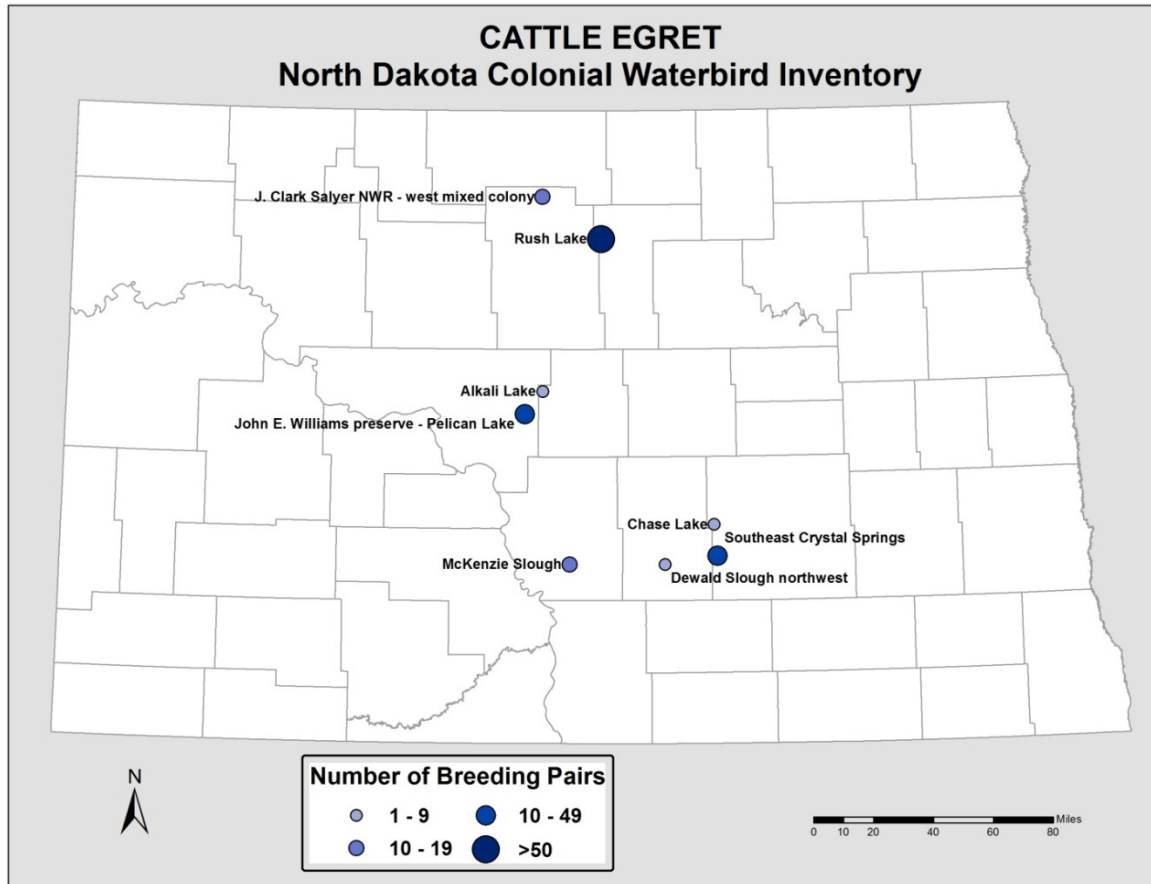 CATTLE EGRET
North Dakota Colonial Waterbird Inventory
J. Clark Salyer NWR - west mixed colony
Rush Lake
Alkali Lake
John E. Williams preserve - Pelican Lake
Chase Lake
Southeast Crystal Springs
McKenzie Slough
Dewald Slough northwest
N
Number of Breeding Pairs
1 - 9
10 - 49
10 - 19
>50
Miles
0 10 20 40 60 80